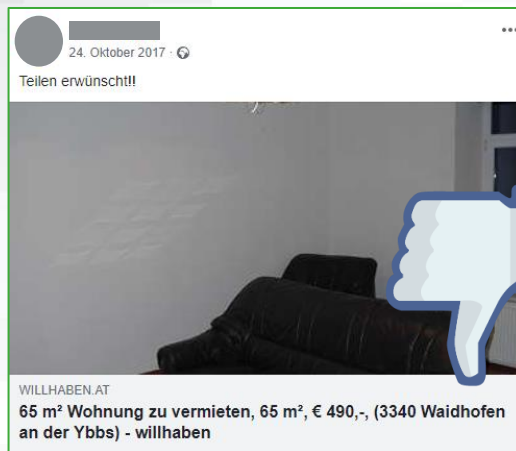 24. Oktober 2017 ·
Teilen erwünscht!!
WILLHABEN.AT
65 m² Wohnung zu vermieten, 65 m², € 490,-, (3340 Waidhofen
an der Ybbs) - willhaben